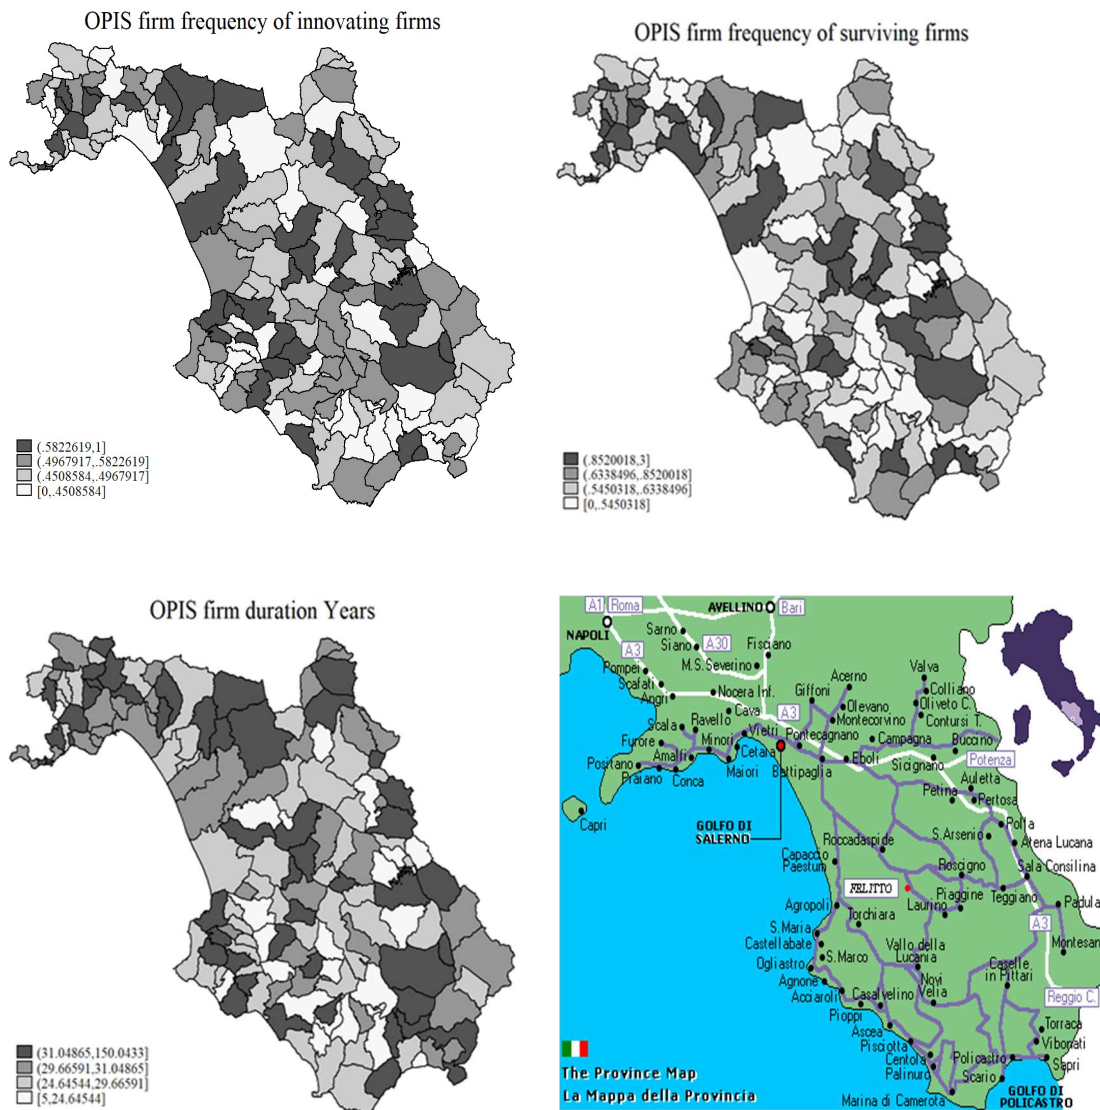 OPIS firm frequency of innovating firms
(.5822619,1]
(.4967917,.5822619]
(.4508584,.4967917]
[0,.4508584]
OPIS firm frequency of surviving firms
(.8520018,3]
(.6338496,.8520018]
(.5450318,.6338496]
[0,.5450318]
OPIS firm duration Years
(31.04865,150.0433]
(29.66591,31.04865]
(24.64544,29.66591]
[5,24.64544]
A1 Roma
AVELLINO
Bari
NAPOLI
Sarno
Siano
A30
Fisciano
A3
M.S. Severino
Pompei
Scafati
Angri
Nocera Inf.
Giffoni
Acerno
Valva
Colliano
Oliveto C.
Contursi T.
Olevano
Montecorvino
Cava
A3
Scala
Ravello
Vietri
Pontecagnano
Campagna
Buccino
Furore
Minori
Amalfi
Cetara
Eboli
Sicignano
Potenza
Positano
Praiano
Conca
Maiori
Battipaglia
Auletta
Petina
Pertosa
Capri
GOLFO DI
SALERNO
Polla
S. Arsenio
Atena Lucana
Roccadaspide
Capaccio
Paestum
Roscigno
Sala Consilina
FELITTO
Piaggine
Teggiano
Laurino
Padula
Agropoli
Torchiara
A3
S. Maria
Castellabate
S. Marco
Vallo della
Lucania
Montesan
Ogliastro
Caselle
in Pittari
Agnone
Novi
Velia
Acciaroli
Casalvelino
Reggio C.
Pioppi
Ascea
Torraca
Pisciotta
Vibonati
Centola
Policastro
Sapri
Palinuro
Scario
GOLFO DI
POLICASTRO
Marina di Camerota
The Province Map
La Mappa della Provincia